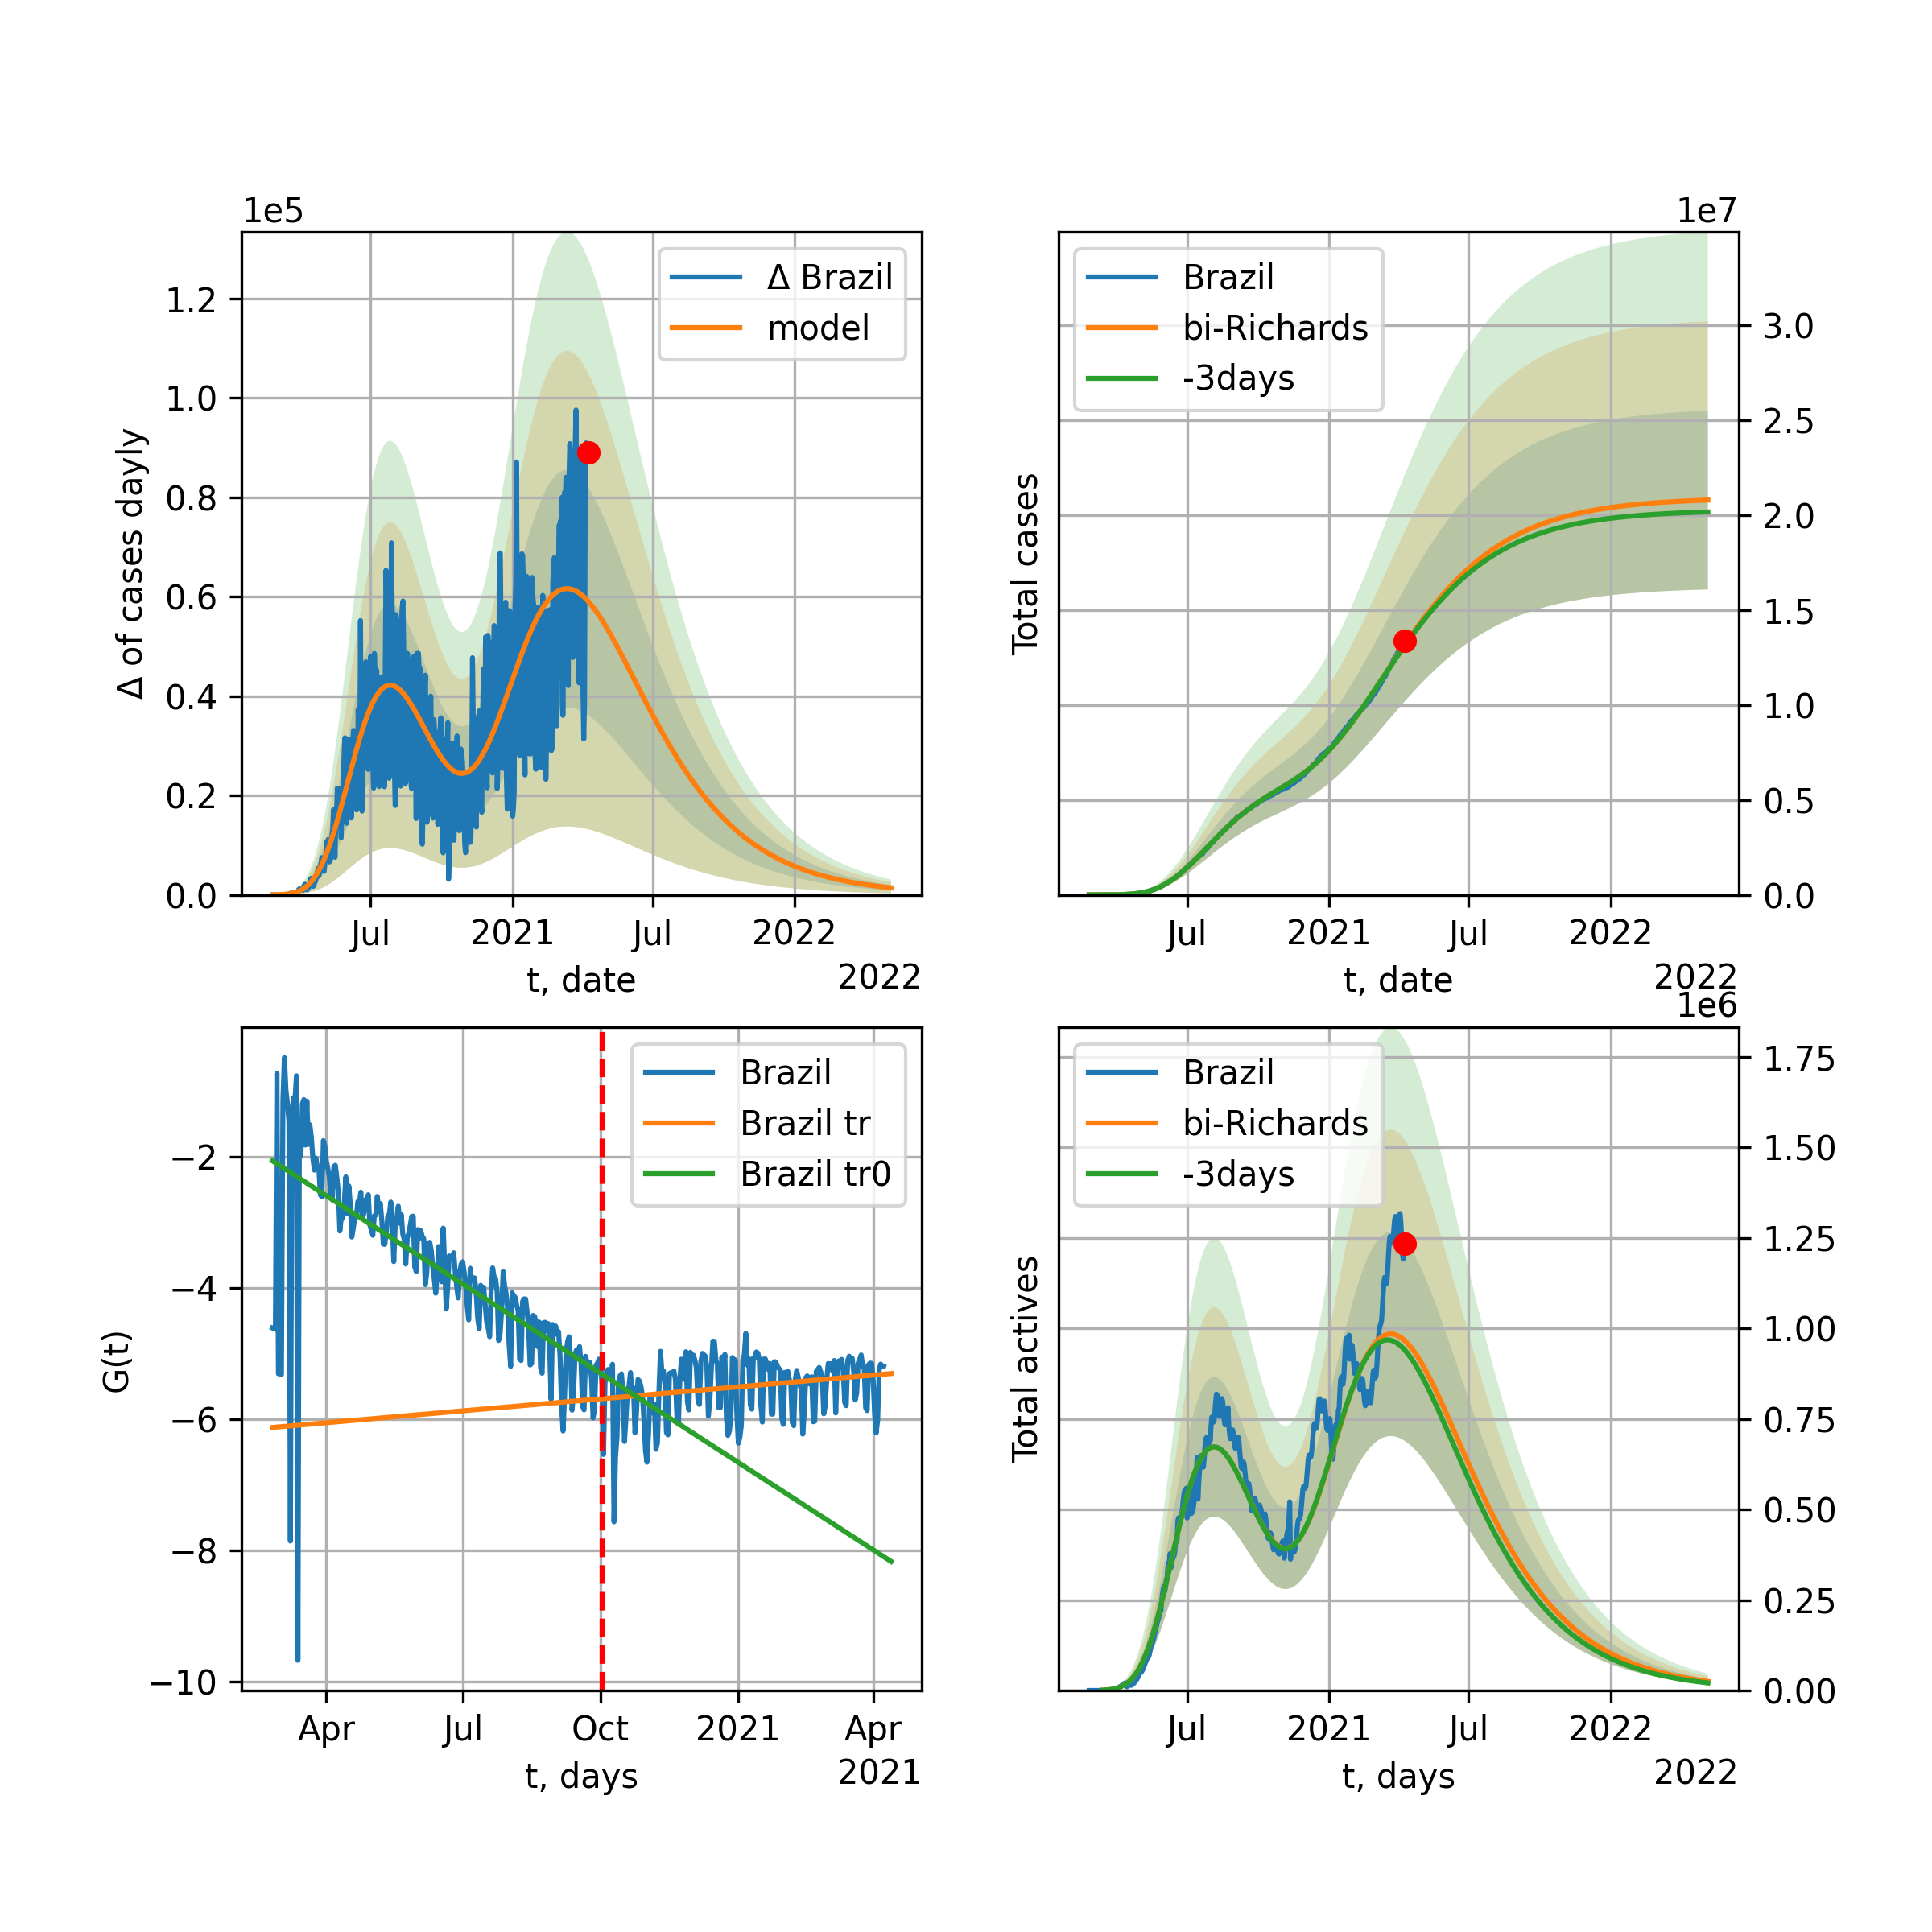 1e5
Δ of cases dayly
1.2
1.0
0.8
0.6
0.4
0.2
0.0
Δ Brazil
model
Jul 2021 Jul 2022
t, date
2022
1e7
Total cases
Brazil
bi-Richards
-3days
3.0
2.5
2.0
1.5
1.0
0.5
0.0
Jul 2021 Jul 2022
t, date
2022
G(t)
−2
−4
−6
−8
−10
Brazil
Brazil tr
Brazil tr0
Apr Jul Oct 2021 Apr
t, days
2021
1e6
Total actives
Brazil
bi-Richards
-3days
1.75
1.50
1.25
1.00
0.75
0.50
0.25
0.00
Jul 2021 Jul 2022
t, days
2022